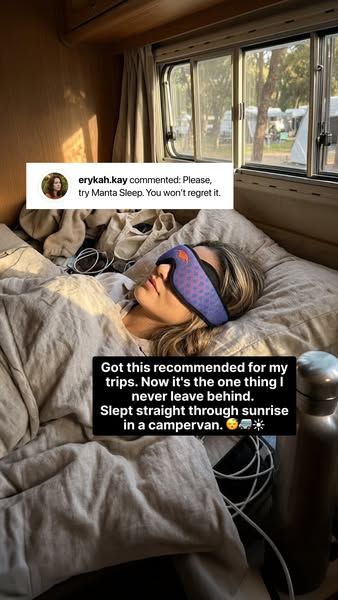 erykah.kay commented: Please,
try Manta Sleep. You won't regret it.
Got this recommended for my
trips. Now it's the one thing I
never leave behind.
Slept straight through sunrise
in a campervan. 😴🚐☀